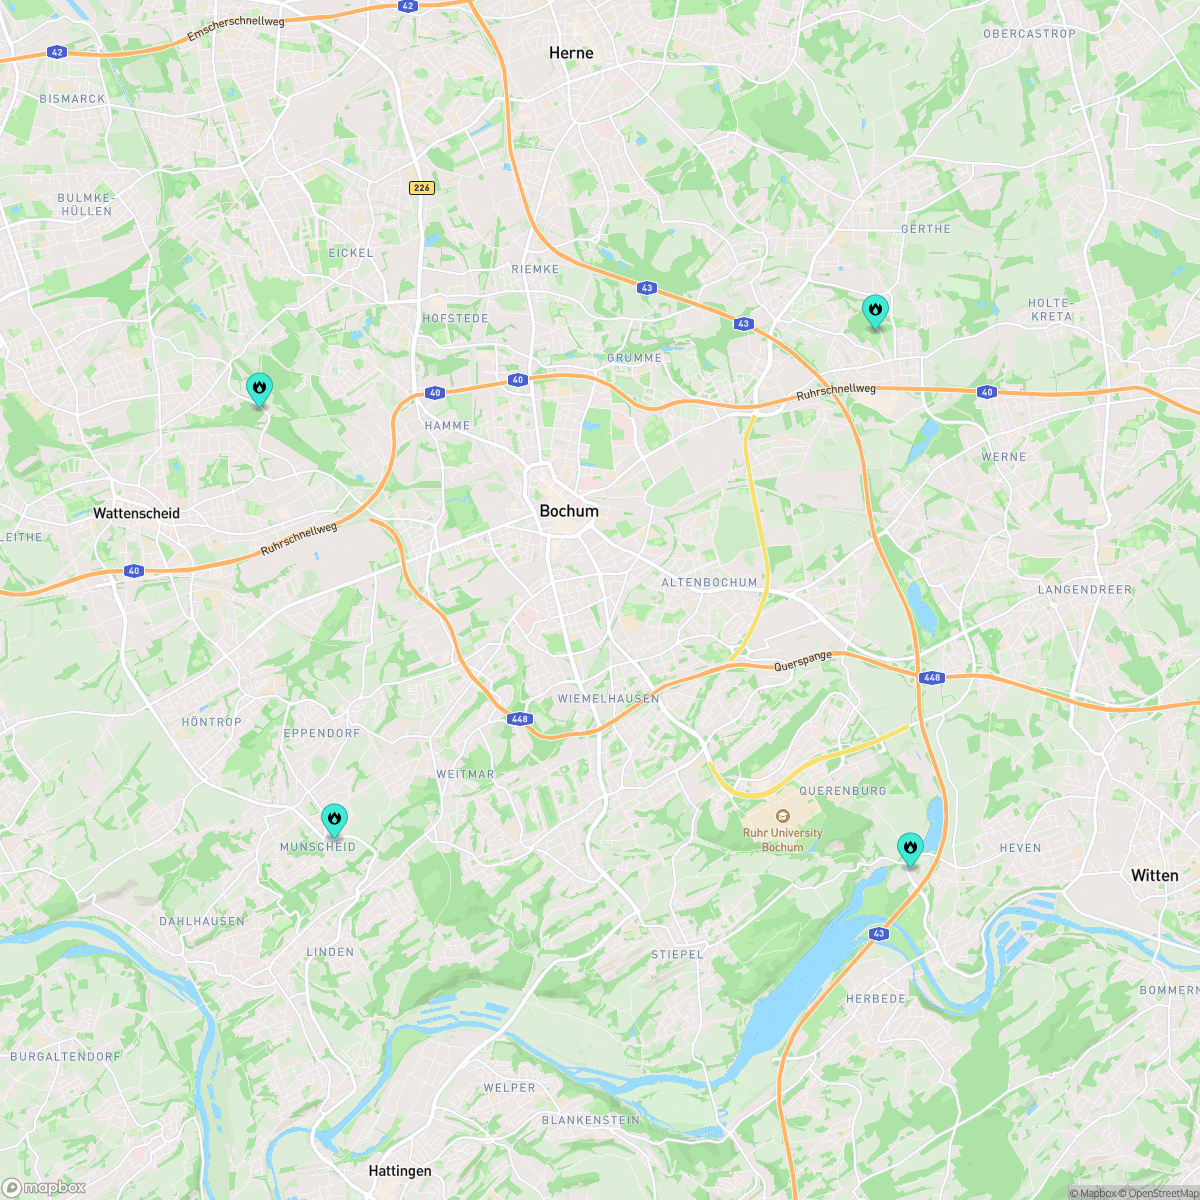 42
Emscherschnellweg
OBERCASTROP
42
Herne
BISMARCK
226
BULMKE-
HÜLLEN
GERTHE
EICKEL
RIEMKE
43
HOLTE-
KRETA
HOFSTEDE
43
GRUMME
40
40
Ruhrschnellweg
40
HAMME
WERNE
Wattenscheid
Bochum
LEITHE
Ruhrschnellweg
40
ALTENBOCHUM
LANGENDREER
Querspange
448
WIEMELHAUSEN
HÖNTROP
448
EPPENDORF
WEITMAR
QUERENBURG
Ruhr University
Bochum
MUNSCHEID
HEVEN
Witten
DAHLHAUSEN
43
LINDEN
STIEPEL
BOMMERN
HERBEDE
BURGALTENDORF
WELPER
BLANKENSTEIN
Hattingen
mapbox
© Mapbox © OpenStreetMap